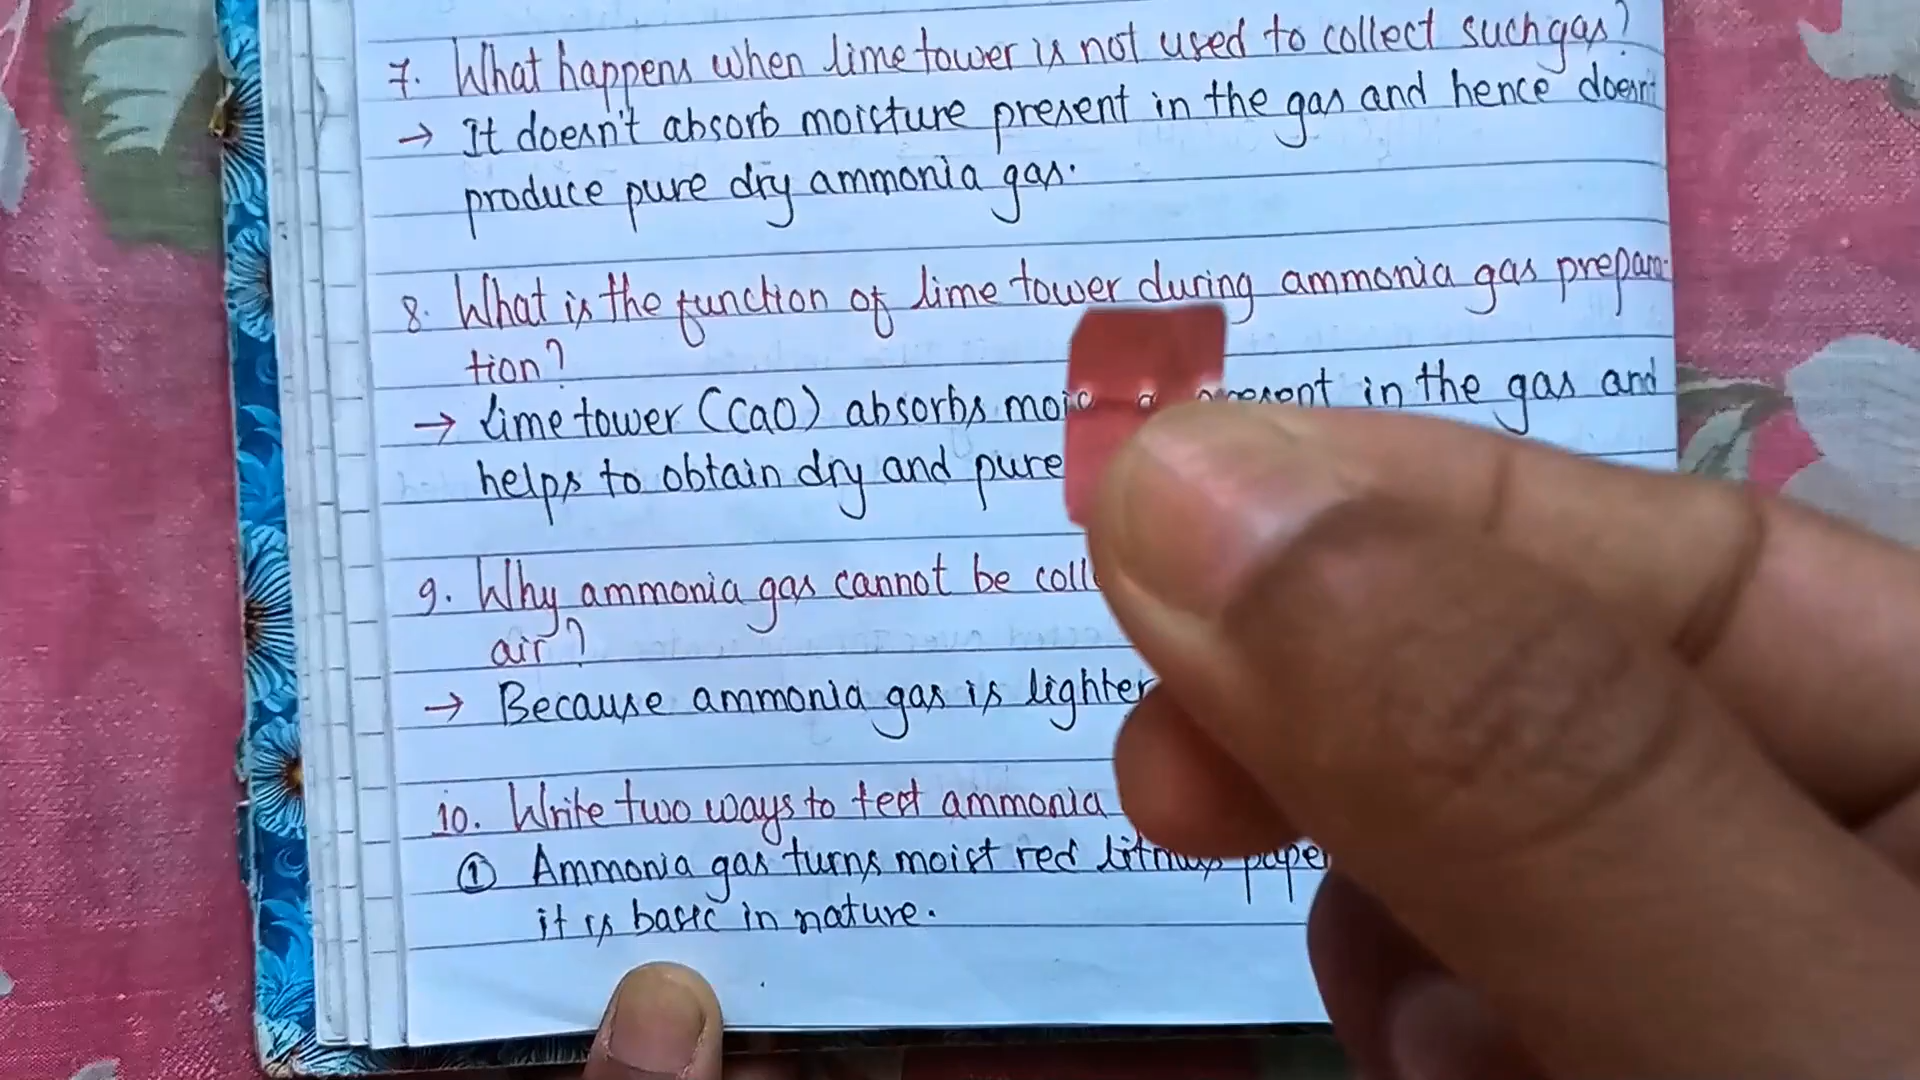 7. What happens when lime tower is not used to collect such gas?
→ It doesn't absorb moisture present in the gas and hence doesn't
produce pure dry ammonia gas.
8. What is the function of lime tower during ammonia gas prepara-
tion?
→ lime tower (CaO) absorbs present in the gas and
helps to obtain dry and pure
9. Why ammonia gas cannot be
air?
→ Because ammonia gas is lighter
10. Write two ways to test ammonia
① Ammonia gas turns moist red litmus paper
it is basic in nature.